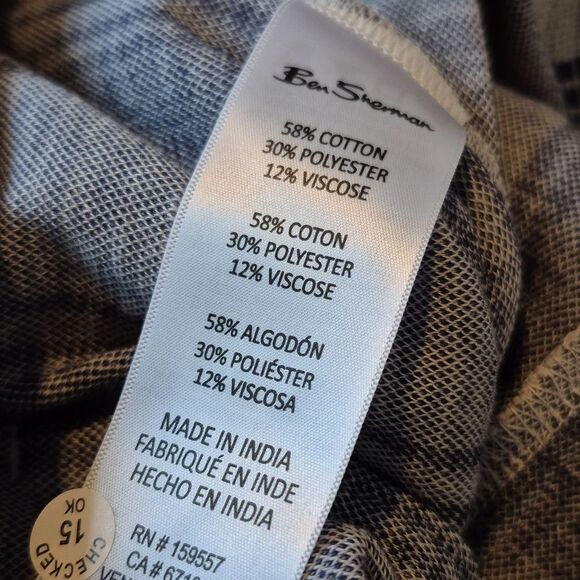 Ben Sherman
58% COTTON
30% POLYESTER
12% VISCOSE
58% COTON
30% POLYESTER
12% VISCOSE
58% ALGODÓN
30% POLIÉSTER
12% VISCOSA
MADE IN INDIA
FABRIQUÉ EN INDE
HECHO EN INDIA
RN # 159557
CA #
CHECKED
15
OK